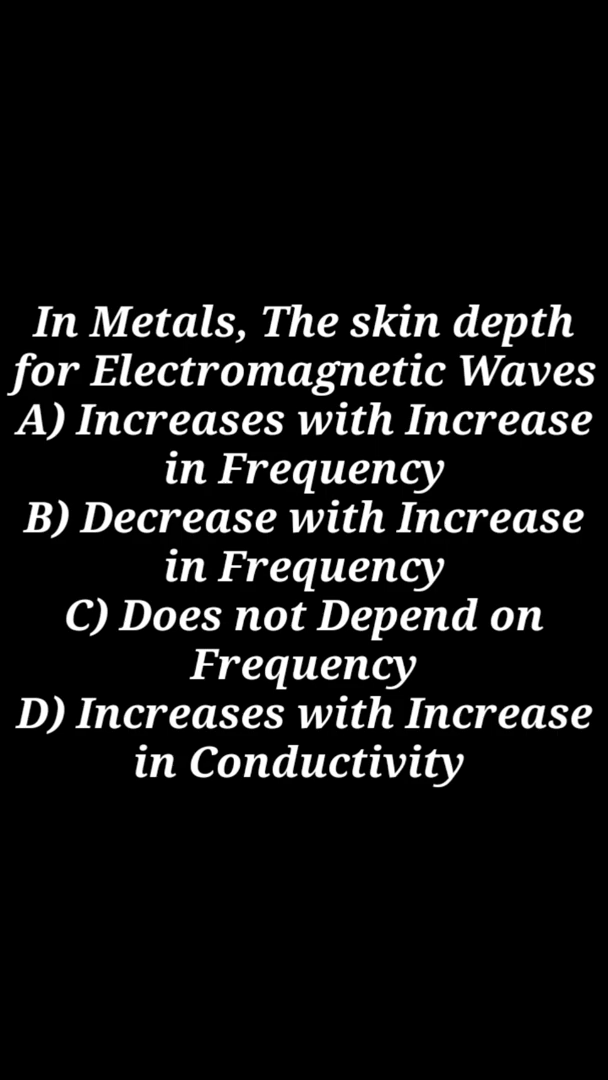 In Metals, The skin depth
for Electromagnetic Waves
A) Increases with Increase
in Frequency
B) Decrease with Increase
in Frequency
C) Does not Depend on
Frequency
D) Increases with Increase
in Conductivity